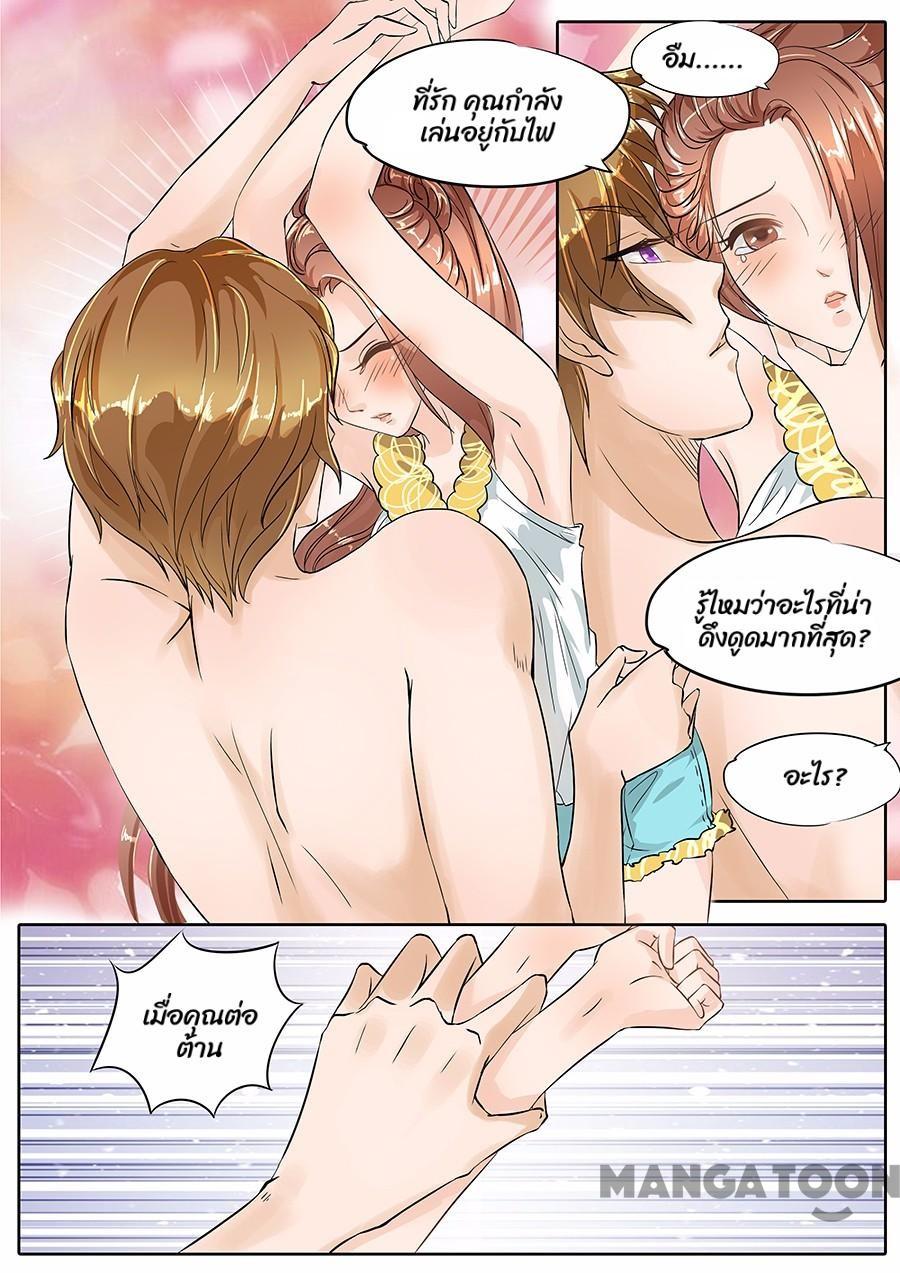 ที่รัก คุณกำลัง
เล่นอยู่กับไฟ
อืม......
รู้ไหมว่าอะไรที่น่า
ดึงดูดมากที่สุด?
อะไร?
เมื่อคุณต่อ
ต้าน
MANGATOON